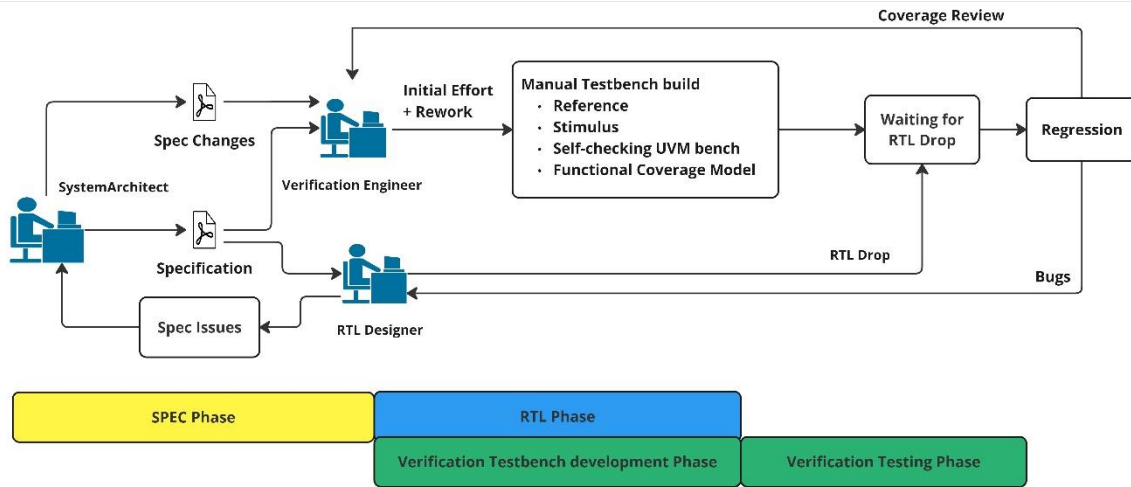 Coverage Review
Initial Effort
+ Rework
Manual Testbench build
· Reference
· Stimulus
· Self-checking UVM bench
· Functional Coverage Model
Waiting for
RTL Drop
Regression
Spec Changes
SystemArchitect
Verification Engineer
Specification
RTL Drop
Bugs
Spec Issues
RTL Designer
SPEC Phase
RTL Phase
Verification Testbench development Phase
Verification Testing Phase